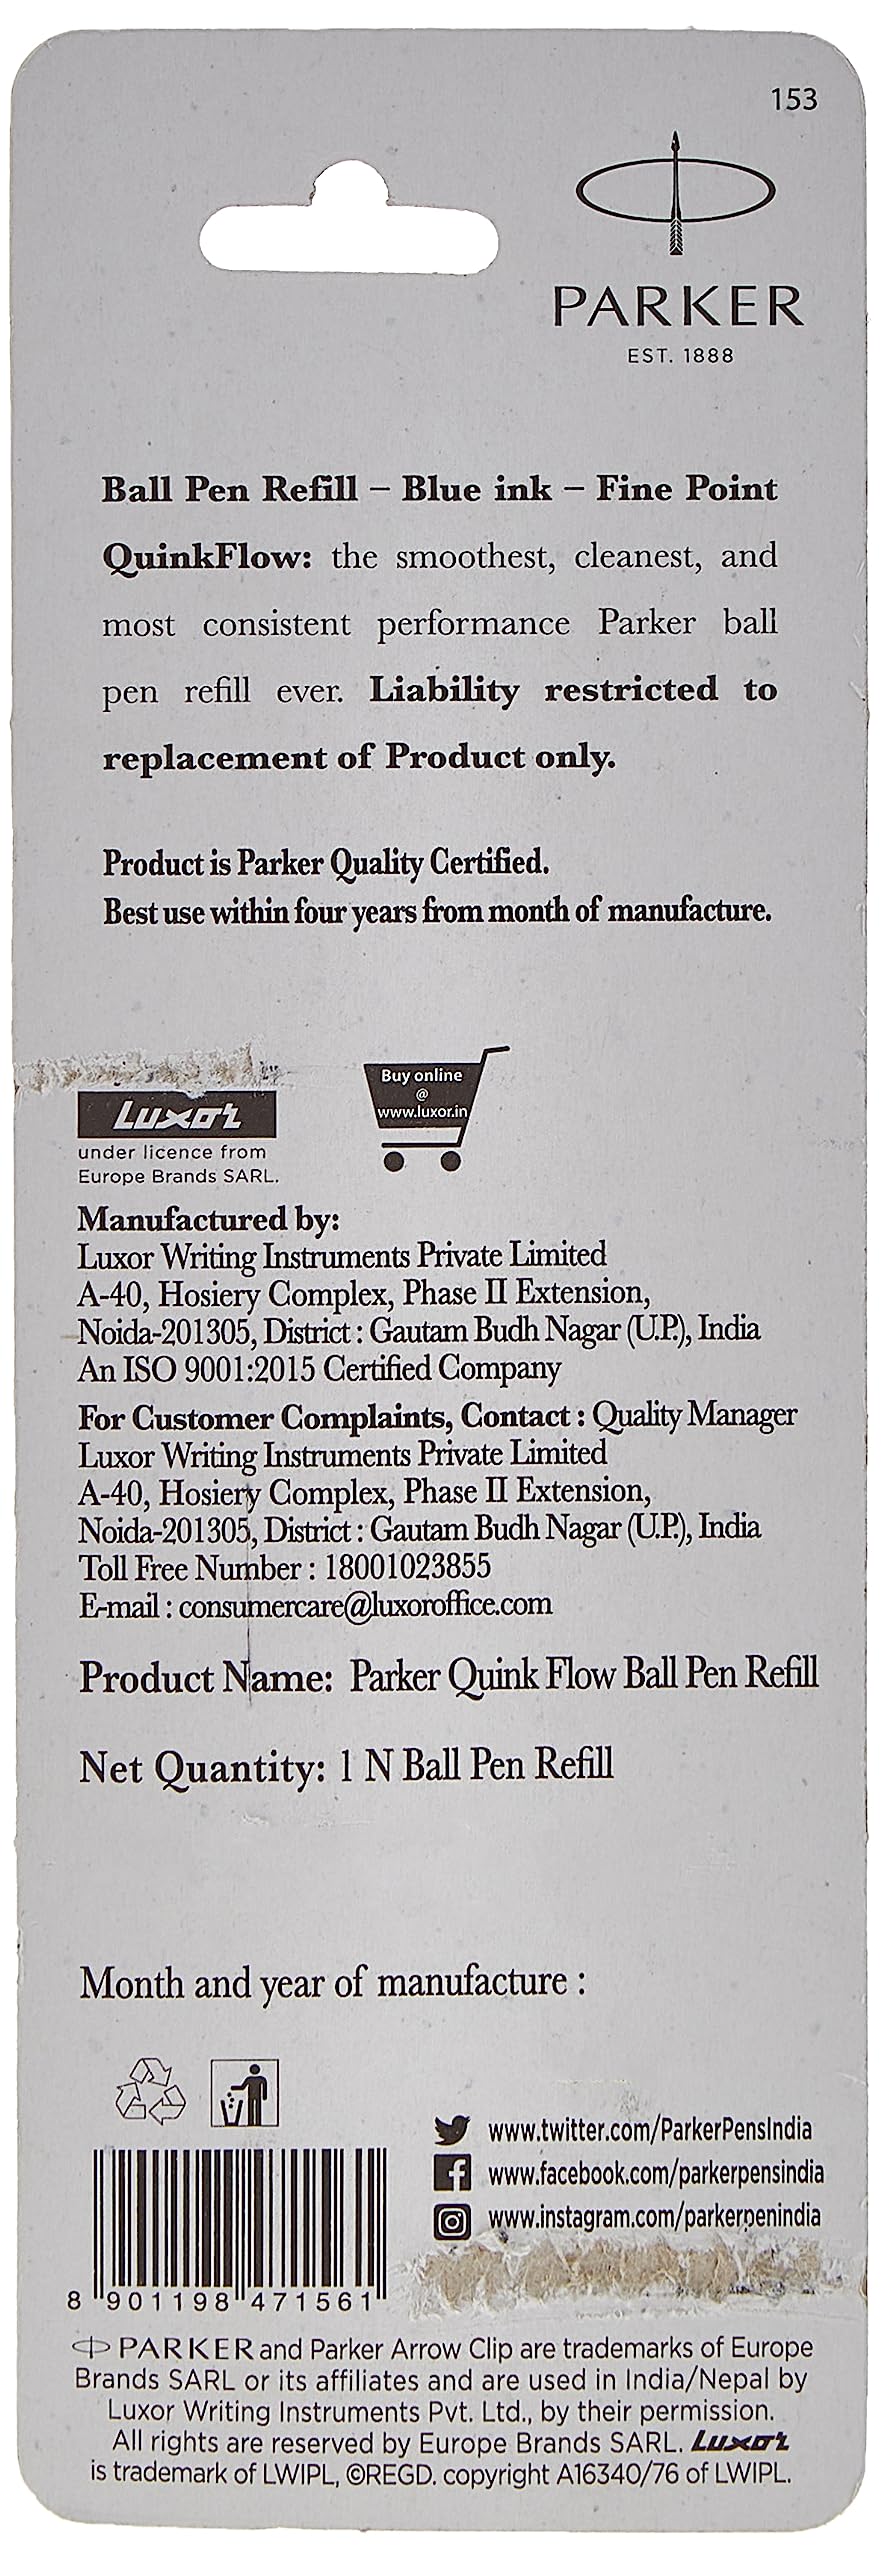 153
PARKER
EST. 1888
Ball Pen Refill – Blue ink – Fine Point
QuinkFlow: the smoothest, cleanest, and
most consistent performance Parker ball
pen refill ever. Liability restricted to
replacement of Product only.
Product is Parker Quality Certified.
Best use within four years from month of manufacture.
Luxor
under licence from
Europe Brands SARL.
Buy online
@
www.luxor.in
Manufactured by:
Luxor Writing Instruments Private Limited
A-40, Hosiery Complex, Phase II Extension,
Noida-201305, District : Gautam Budh Nagar (U.P.), India
An ISO 9001:2015 Certified Company
For Customer Complaints, Contact : Quality Manager
Luxor Writing Instruments Private Limited
A-40, Hosiery Complex, Phase II Extension,
Noida-201305, District : Gautam Budh Nagar (U.P.), India
Toll Free Number : 18001023855
E-mail : consumercare@luxoroffice.com
Product Name: Parker Quink Flow Ball Pen Refill
Net Quantity: 1 N Ball Pen Refill
Month and year of manufacture :
www.twitter.com/ParkerPensIndia
www.facebook.com/parkerpensindia
www.instagram.com/parkerpenindia
8 901198 471561
PARKER and Parker Arrow Clip are trademarks of Europe
Brands SARL or its affiliates and are used in India/Nepal by
Luxor Writing Instruments Pvt. Ltd., by their permission.
All rights are reserved by Europe Brands SARL. Luxor
is trademark of LWIPL, ©REGD. copyright A16340/76 of LWIPL.